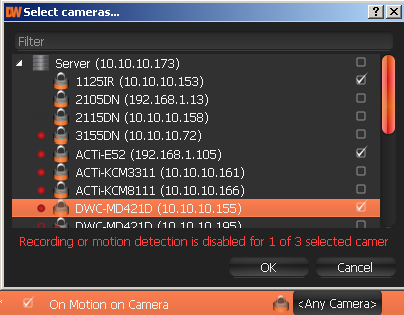 DW Select cameras...
Filter
Server (10.10.10.173)
1125IR (10.10.10.153)
2105DN (192.168.1.13)
2115DN (10.10.10.158)
3155DN (10.10.10.72)
ACTi-E52 (192.168.1.105)
ACTi-KCM3311 (10.10.10.161)
ACTi-KCM8111 (10.10.10.166)
DWC-MD421D (10.10.10.155)
DWC-MD421D (10.10.10.195)
Recording or motion detection is disabled for 1 of 3 selected camer
OK Cancel
On Motion on Camera <Any Camera>